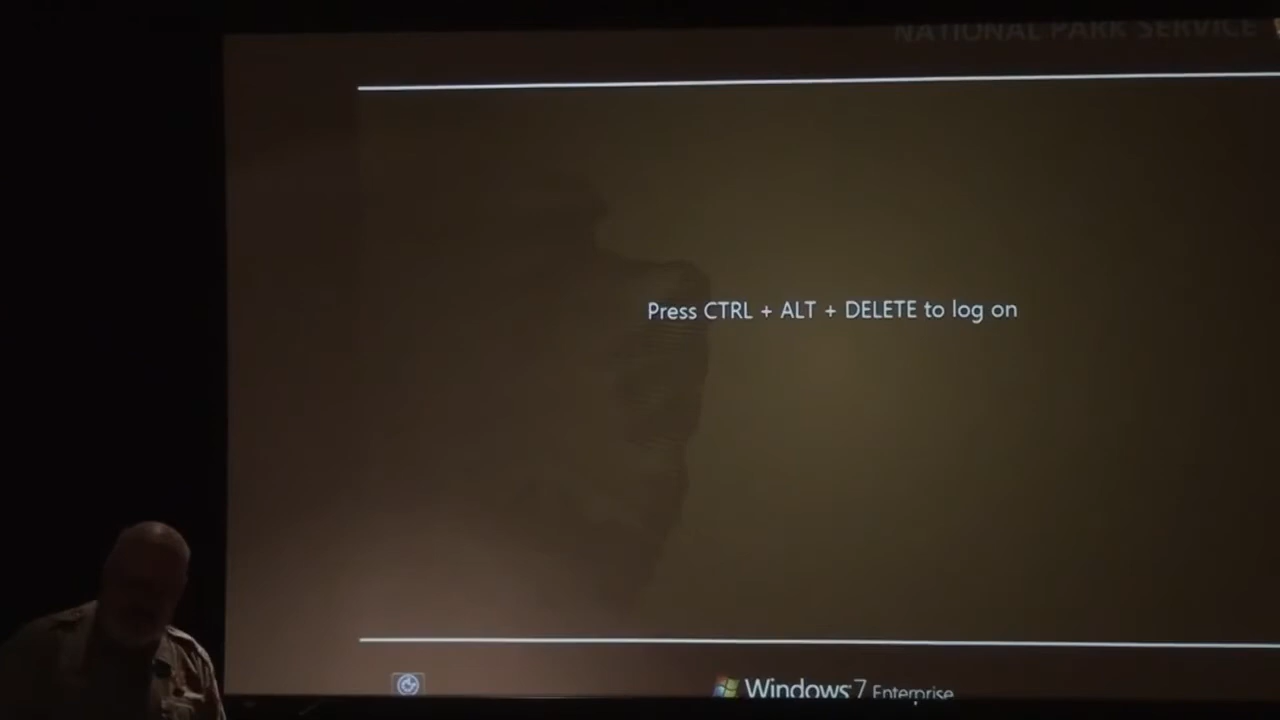 NATIONAL PARK SERVICE
Press CTRL + ALT + DELETE to log on
Windows 7 Enterprise